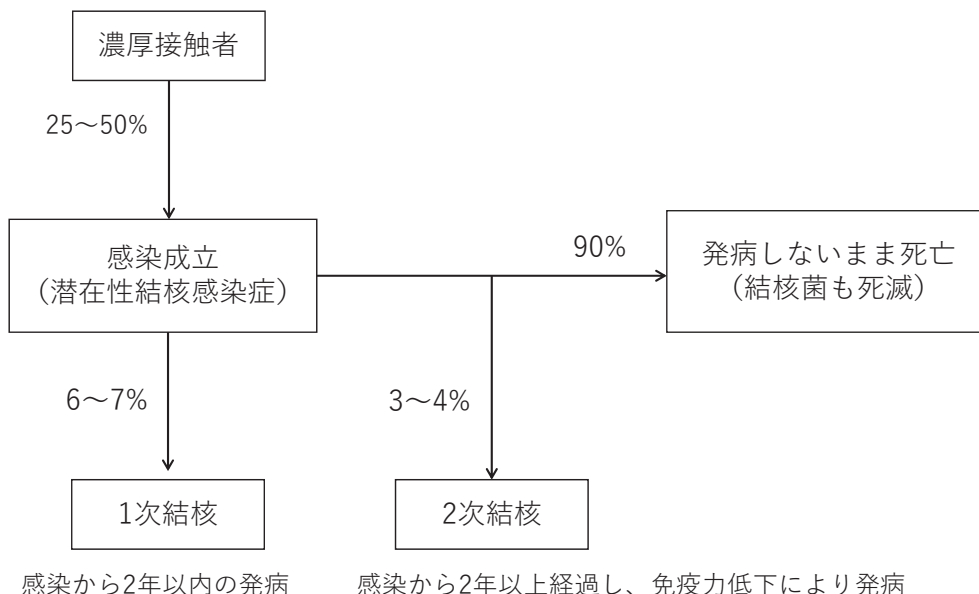 濃厚接触者
25～50%
感染成立
（潜在性結核感染症）
90%
発病しないまま死亡
（結核菌も死滅）
6～7%
3～4%
1次結核
2次結核
感染から2年以内の発病
感染から2年以上経過し、免疫力低下により発病